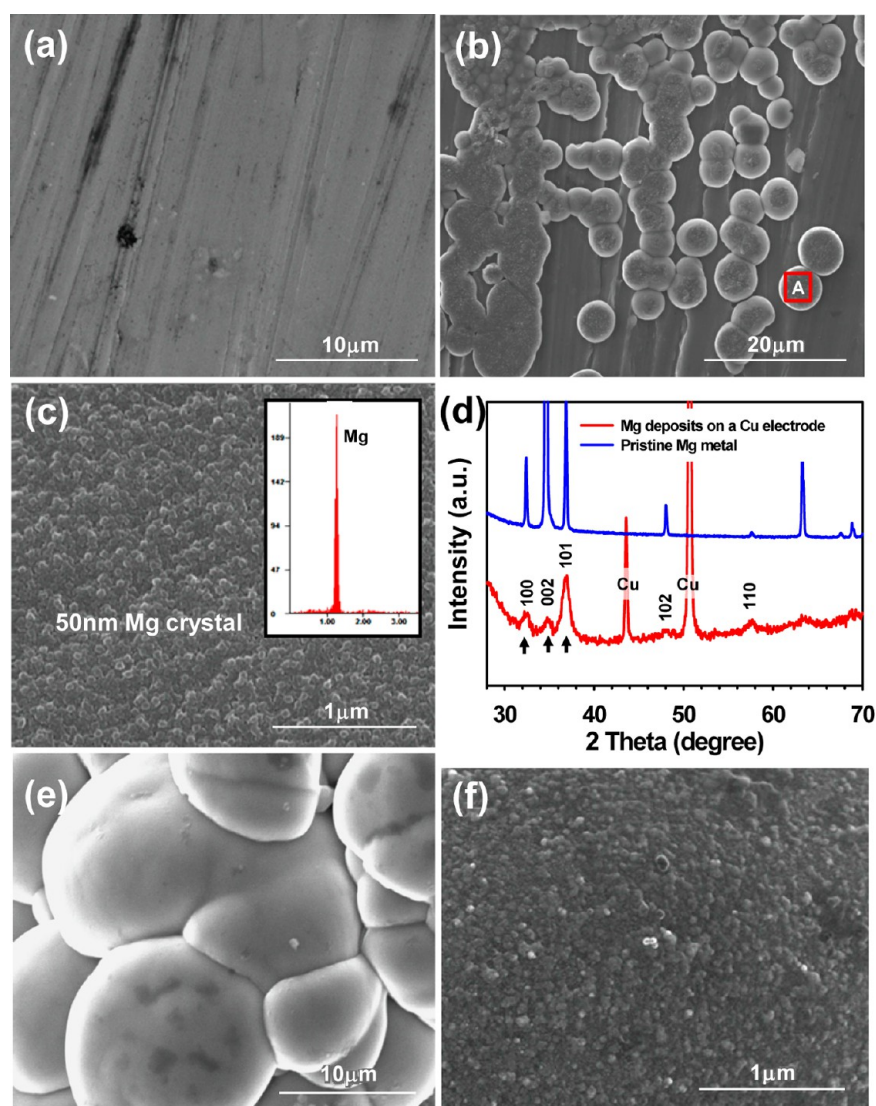 (a)
10μm
(b)
A
20μm
(c)
189
142
94
47
0
Mg
1.00 2.00 3.00
50nm Mg crystal
1μm
(d)
Mg deposits on a Cu electrode
Pristine Mg metal
Intensity (a.u.)
100
002
101
Cu
102
Cu
110
30 40 50 60 70
2 Theta (degree)
(e)
10μm
(f)
1μm